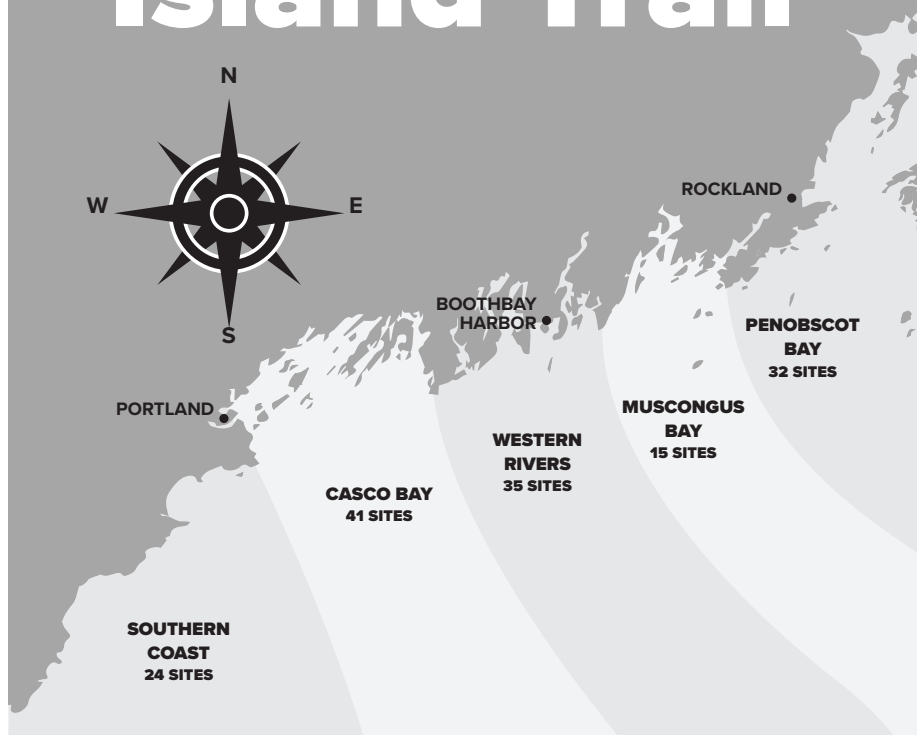 Island Trail
N
W
E
S
ROCKLAND
BOOTHBAY
HARBOR
PORTLAND
PENOBSCOT
BAY
32 SITES
MUSCONGUS
BAY
15 SITES
WESTERN
RIVERS
35 SITES
CASCO BAY
41 SITES
SOUTHERN
COAST
24 SITES